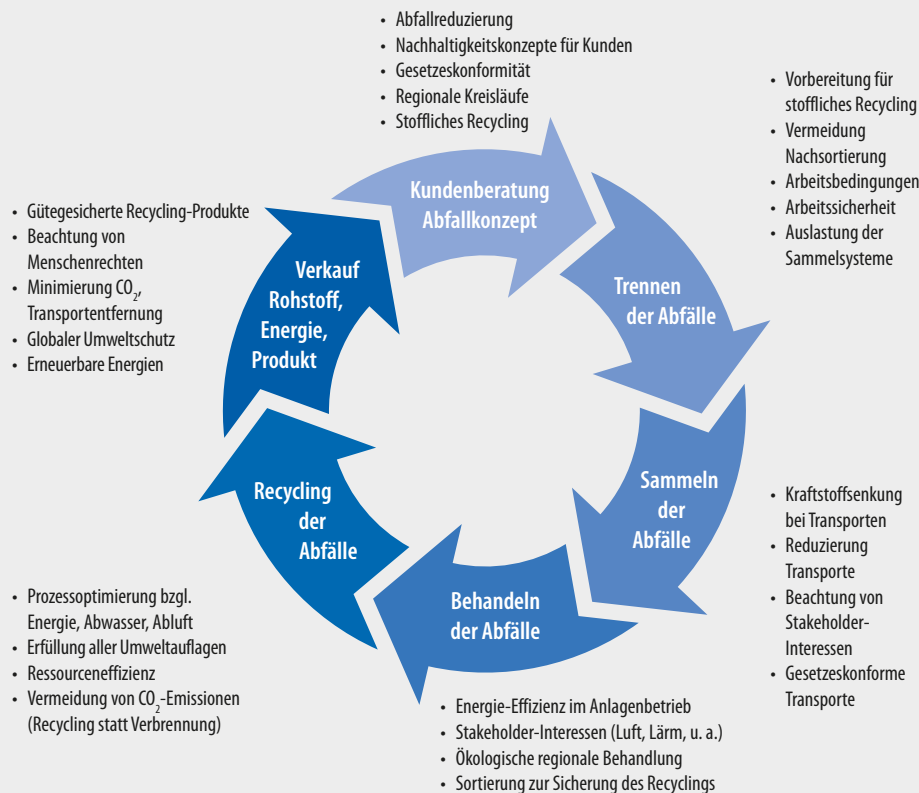 • Abfallreduzierung
• Nachhaltigkeitskonzepte für Kunden
• Gesetzeskonformität
• Regionale Kreisläufe
• Stoffliches Recycling
Kundenberatung
Abfallkonzept
• Vorbereitung für
stoffliches Recycling
• Vermeidung
Nachsortierung
• Arbeitsbedingungen
• Arbeitssicherheit
• Auslastung der
Sammelsysteme
Trennen
der Abfälle
Sammeln
der
Abfälle
• Kraftstoffsenkung
bei Transporten
• Reduzierung
Transporte
• Beachtung von
Stakeholder-
Interessen
• Gesetzeskonforme
Transporte
Behandeln
der Abfälle
• Energie-Effizienz im Anlagenbetrieb
• Stakeholder-Interessen (Luft, Lärm, u. a.)
• Ökologische regionale Behandlung
• Sortierung zur Sicherung des Recyclings
Recycling
der
Abfälle
• Prozessoptimierung bzgl.
Energie, Abwasser, Abluft
• Erfüllung aller Umweltauflagen
• Ressourceneffizienz
• Vermeidung von CO₂-Emissionen
(Recycling statt Verbrennung)
Verkauf
Rohstoff,
Energie,
Produkt
• Gütegesicherte Recycling-Produkte
• Beachtung von
Menschenrechten
• Minimierung CO₂,
Transportentfernung
• Globaler Umweltschutz
• Erneuerbare Energien